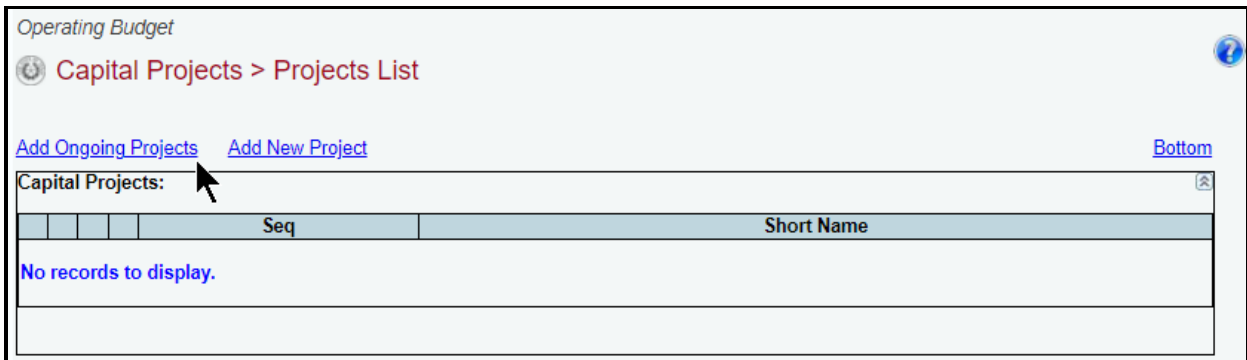 Operating Budget
Capital Projects > Projects List
Add Ongoing Projects Add New Project Bottom
Capital Projects:
Seq Short Name
No records to display.